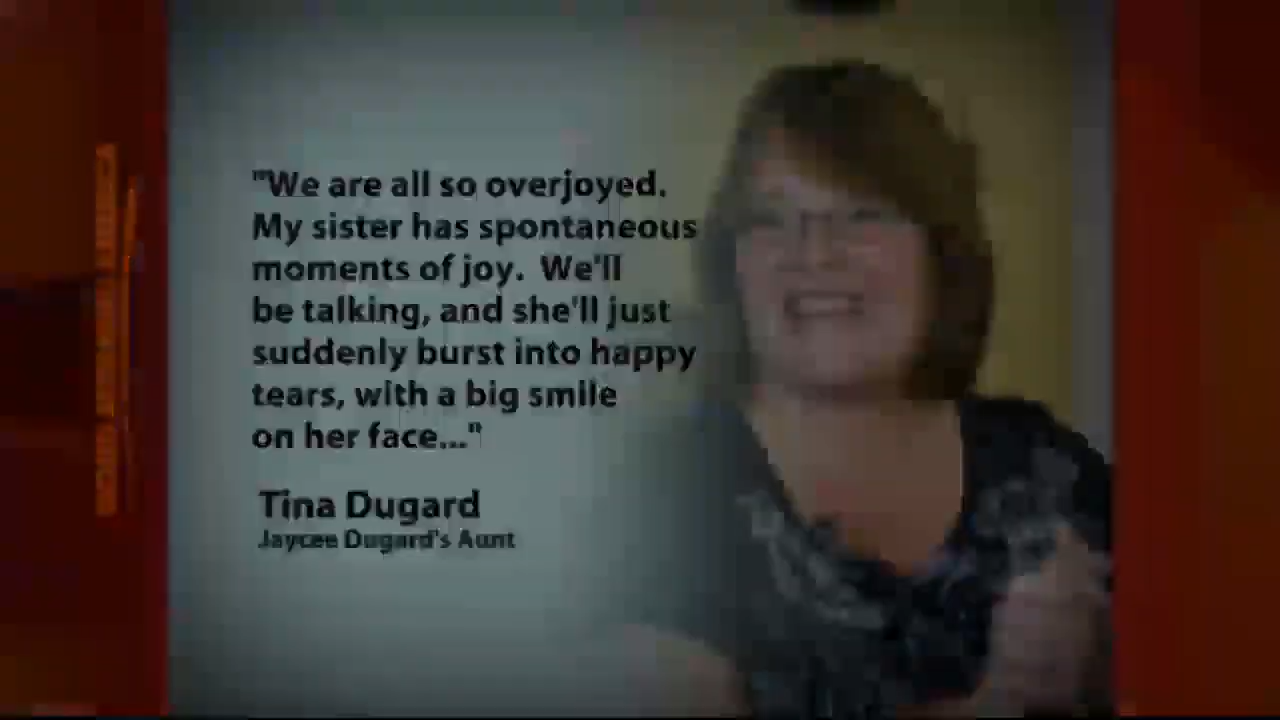 "We are all so overjoyed.
My sister has spontaneous
moments of joy.  We'll
be talking, and she'll just
suddenly burst into happy
tears, with a big smile
on her face..."
Tina Dugard
Jaycee Dugard's Aunt